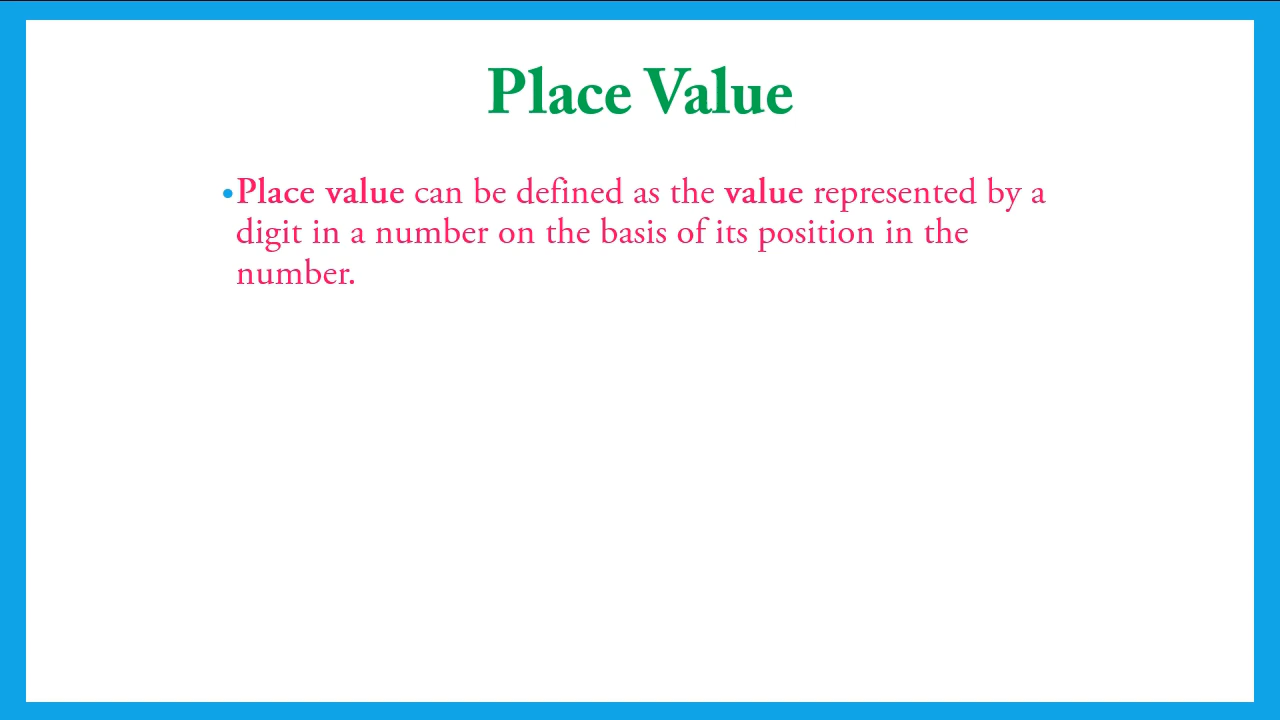 Place Value
•Place value can be defined as the value represented by a
digit in a number on the basis of its position in the
number.